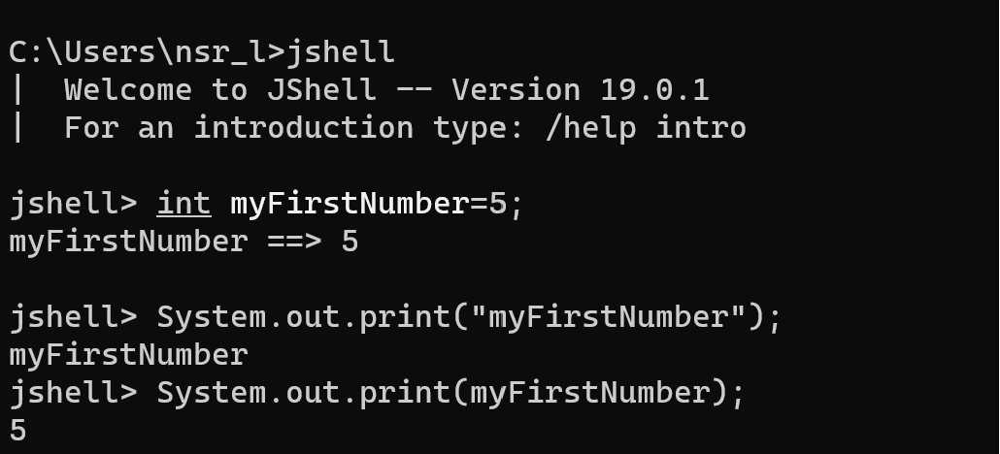 C:\Users\nsr_l>jshell
|  Welcome to JShell -- Version 19.0.1
|  For an introduction type: /help intro
jshell> int myFirstNumber=5;
myFirstNumber ==> 5
jshell> System.out.print("myFirstNumber");
myFirstNumber
jshell> System.out.print(myFirstNumber);
5